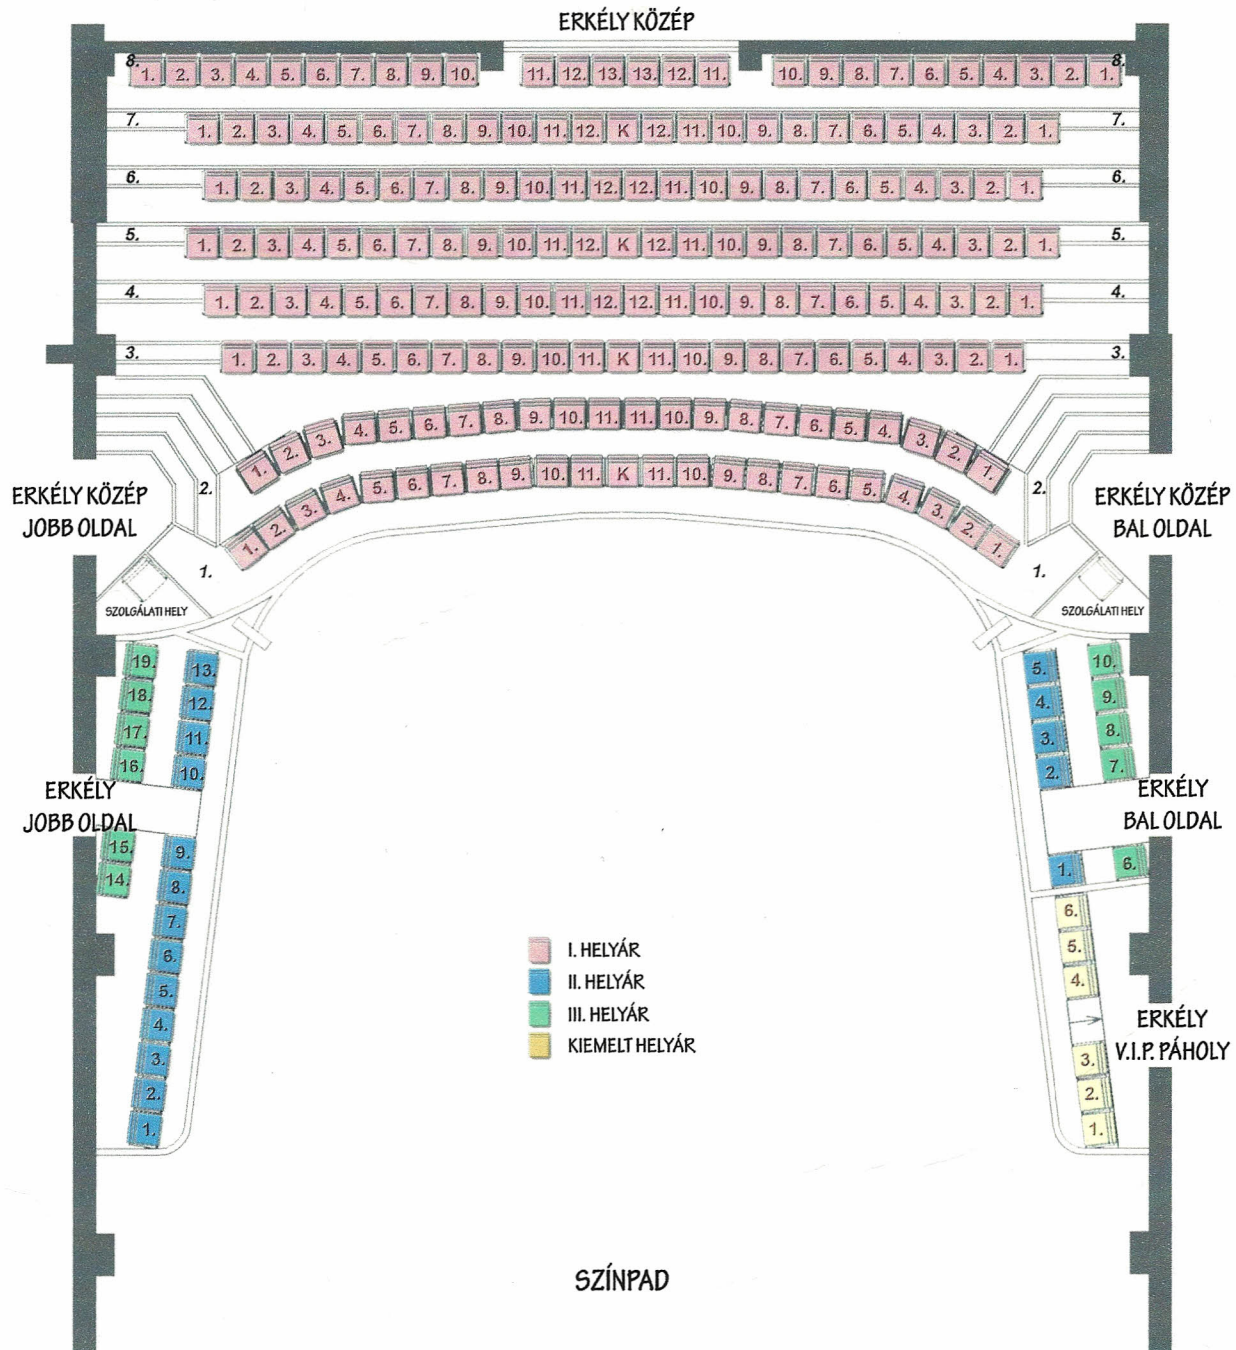 ERKÉLY KÖZÉP
8. 1. 2. 3. 4. 5. 6. 7. 8. 9. 10. 11. 12. 13. 13. 12. 11. 10. 9. 8. 7. 6. 5. 4. 3. 2. 1. 8.
7. 1. 2. 3. 4. 5. 6. 7. 8. 9. 10. 11. 12. K 12. 11. 10. 9. 8. 7. 6. 5. 4. 3. 2. 1. 7.
6. 1. 2. 3. 4. 5. 6. 7. 8. 9. 10. 11. 12. 12. 11. 10. 9. 8. 7. 6. 5. 4. 3. 2. 1. 6.
5. 1. 2. 3. 4. 5. 6. 7. 8. 9. 10. 11. 12. K 12. 11. 10. 9. 8. 7. 6. 5. 4. 3. 2. 1. 5.
4. 1. 2. 3. 4. 5. 6. 7. 8. 9. 10. 11. 12. 12. 11. 10. 9. 8. 7. 6. 5. 4. 3. 2. 1. 4.
3. 1. 2. 3. 4. 5. 6. 7. 8. 9. 10. 11. K 11. 10. 9. 8. 7. 6. 5. 4. 3. 2. 1. 3.
2. 1. 2. 3. 4. 5. 6. 7. 8. 9. 10. 11. 11. 10. 9. 8. 7. 6. 5. 4. 3. 2. 1. 2.
1. 1. 2. 3. 4. 5. 6. 7. 8. 9. 10. 11. K 11. 10. 9. 8. 7. 6. 5. 4. 3. 2. 1. 1.
ERKÉLY KÖZÉP
JOBB OLDAL
ERKÉLY KÖZÉP
BAL OLDAL
SZOLGÁLATI HELY
SZOLGÁLATI HELY
19. 13.
18. 12.
17. 11.
16. 10.
ERKÉLY
JOBB OLDAL
15. 9.
14. 8.
7.
6.
5.
4.
3.
2.
1.
5. 10.
4. 9.
3. 8.
2. 7.
ERKÉLY
BAL OLDAL
1. 6.
6.
5.
4.
ERKÉLY
V.I.P. PÁHOLY
3.
2.
1.
I. HELYÁR
II. HELYÁR
III. HELYÁR
KIEMELT HELYÁR
SZÍNPAD